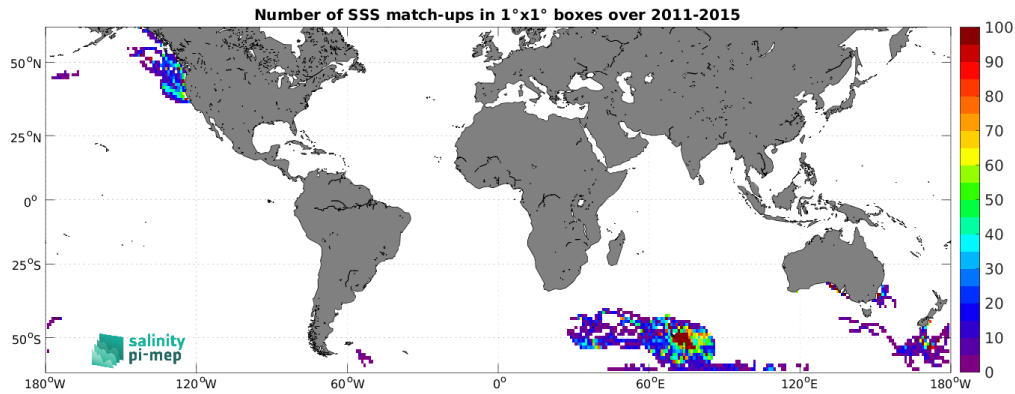 Number of SSS match-ups in 1°x1° boxes over 2011-2015
100
90
80
70
60
50
40
30
20
10
0
50°N
25°N
0°
25°S
50°S
salinity
pi-mep
180°W 120°W 60°W 0° 60°E 120°E 180°W